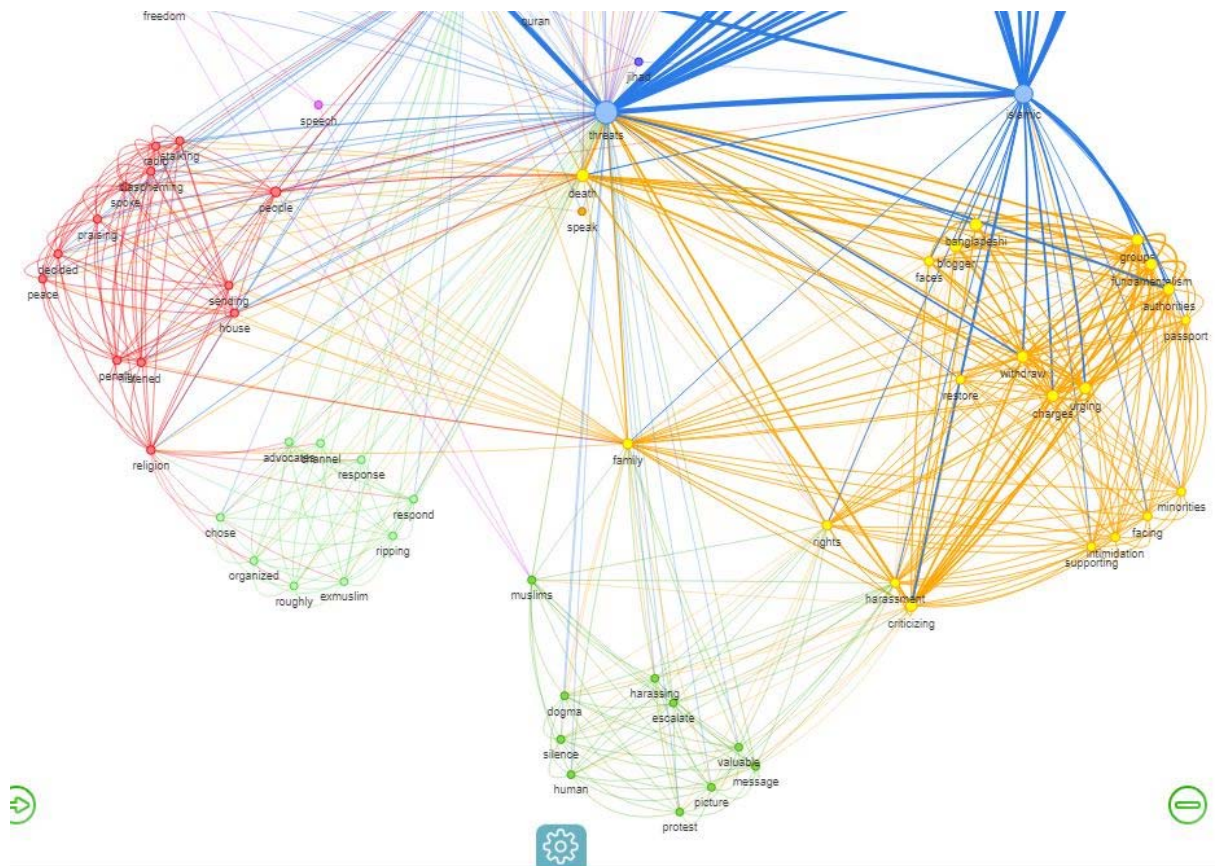 freedom
quran
jihad
speech
threats
islamic
stalking
radio
blaspheming
death
spoke
people
speak
praising
bangladeshi
groups
decided
blogger
faces
fundamentalism
peace
sending
authorities
house
passport
penalty
listened
withdraw
restore
urging
charges
advocates
channel
family
religion
response
minorities
respond
facing
chose
rights
ripping
intimidation
supporting
organized
exmuslim
muslims
roughly
harassment
criticizing
harassing
dogma
escalate
silence
valuable
human
message
picture
protest